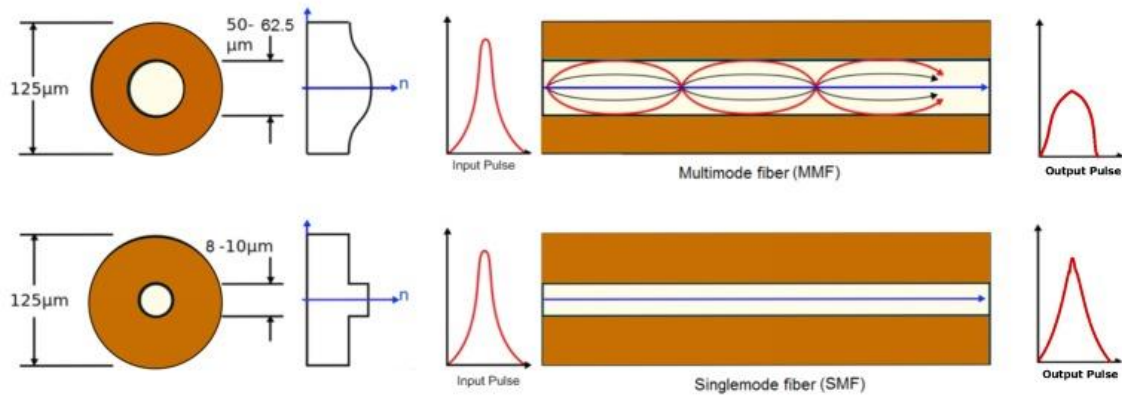 50- 62.5
μm
125μm
n
Input Pulse
Multimode fiber (MMF)
Output Pulse
8 -10μm
125μm
n
Input Pulse
Singlemode fiber (SMF)
Output Pulse